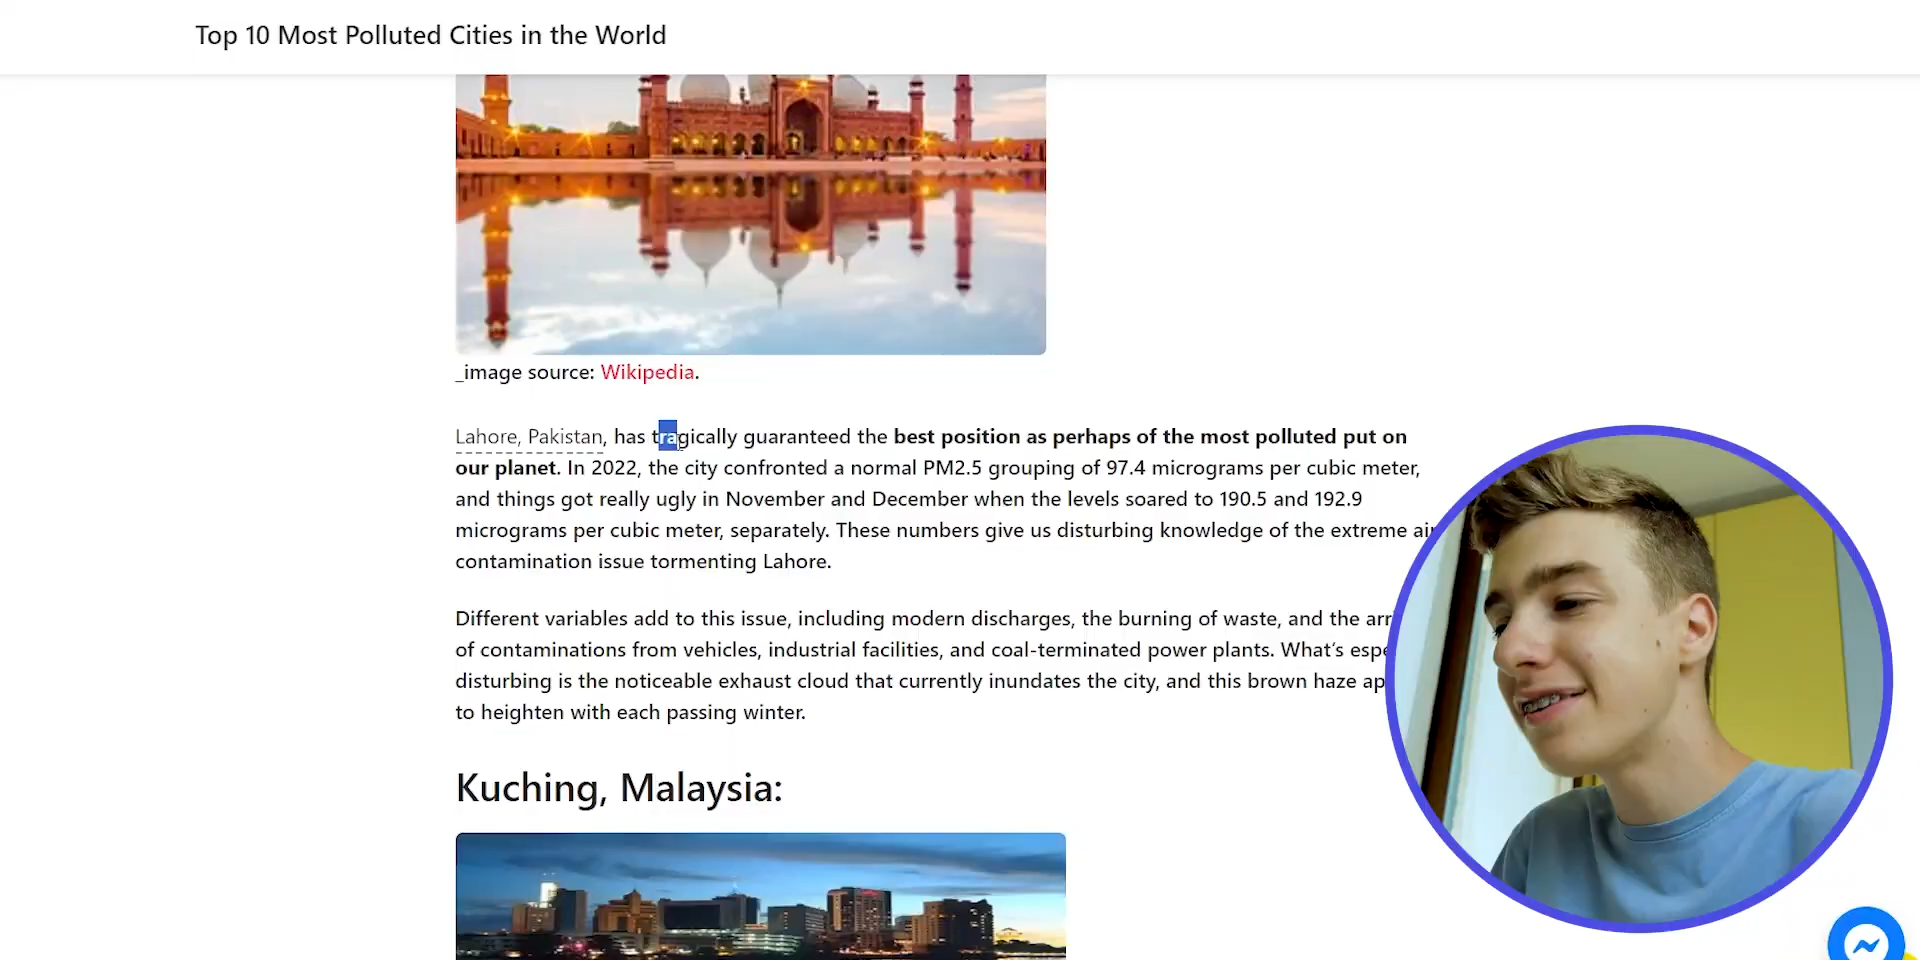 Top 10 Most Polluted Cities in the World
_image source: Wikipedia.
Lahore, Pakistan, has tragically guaranteed the best position as perhaps of the most polluted put on
our planet. In 2022, the city confronted a normal PM2.5 grouping of 97.4 micrograms per cubic meter,
and things got really ugly in November and December when the levels soared to 190.5 and 192.9
micrograms per cubic meter, separately. These numbers give us disturbing knowledge of the extreme air
contamination issue tormenting Lahore.
Different variables add to this issue, including modern discharges, the burning of waste, and the
of contaminations from vehicles, industrial facilities, and coal-terminated power plants. What's
disturbing is the noticeable exhaust cloud that currently inundates the city, and this brown haze
to heighten with each passing winter.
Kuching, Malaysia: